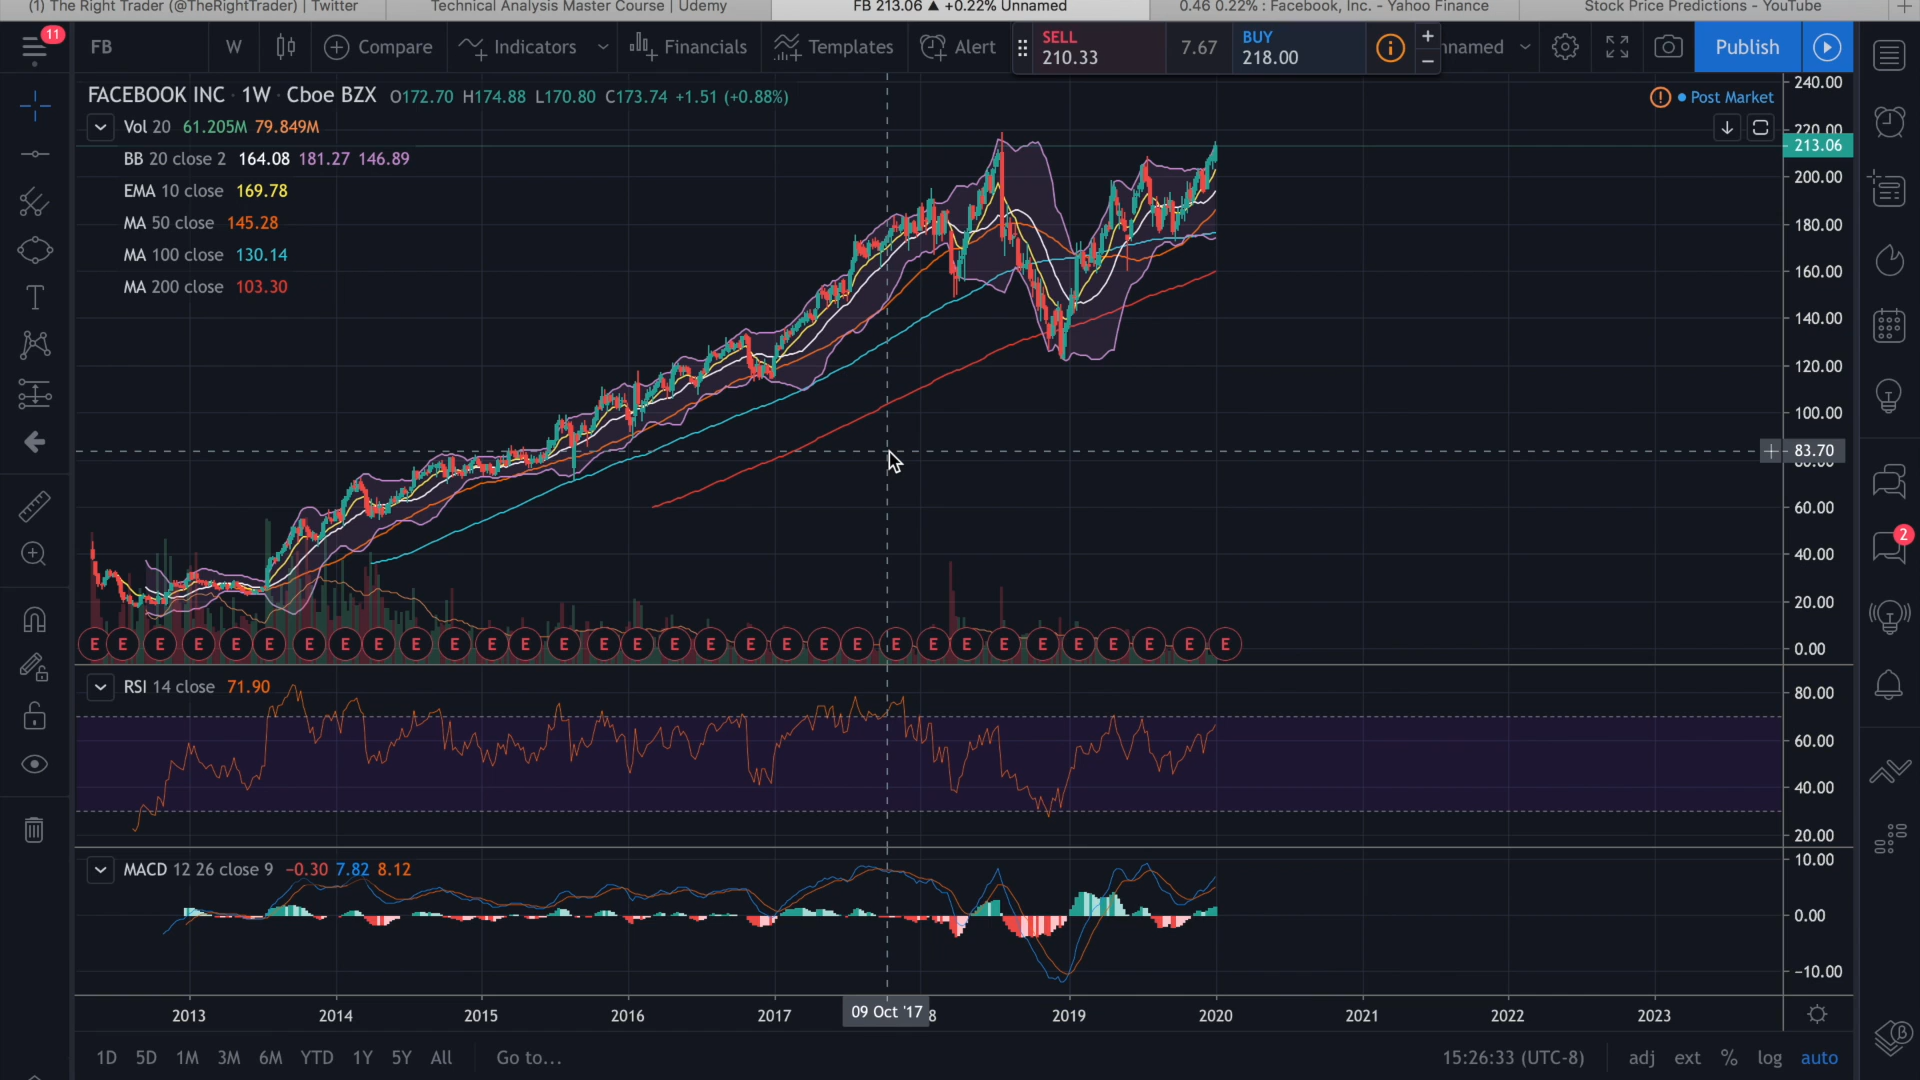 (1) The Right Trader (@TheRightTrader) | Twitter
Technical Analysis Master Course | Udemy
FB 213.06 ▲ +0.22% Unnamed
0.46 0.22% : Facebook, Inc. - Yahoo Finance
Stock Price Predictions - YouTube
11
FB
W
Compare
Indicators
Financials
Templates
Alert
SELL
210.33
7.67
BUY
218.00
nnamed
Publish
FACEBOOK INC · 1W · Cboe BZX O172.70 H174.88 L170.80 C173.74 +1.51 (+0.88%)
Post Market
Vol 20 61.205M 79.849M
BB 20 close 2 164.08 181.27 146.89
EMA 10 close 169.78
MA 50 close 145.28
MA 100 close 130.14
MA 200 close 103.30
240.00
220.00
213.06
200.00
180.00
160.00
140.00
120.00
100.00
83.70
60.00
40.00
20.00
0.00
2
E E E E E E E E E E E E E E E E E E E E E E E E E E E E E E E E
RSI 14 close 71.90
80.00
60.00
40.00
20.00
MACD 12 26 close 9 −0.30 7.82 8.12
10.00
0.00
−10.00
2013 2014 2015 2016 2017 09 Oct '17 8 2019 2020 2021 2022 2023
1D 5D 1M 3M 6M YTD 1Y 5Y All Go to... 15:26:33 (UTC-8) adj ext % log auto